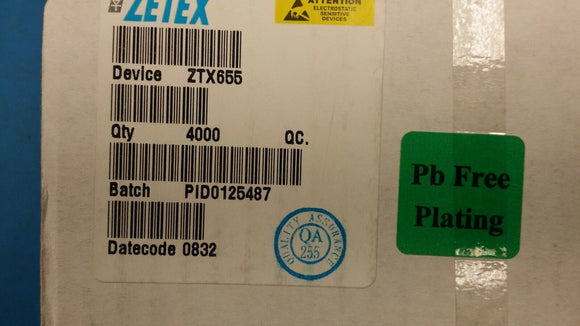 ZETEX
ATTENTION
ELECTROSTATIC
SENSITIVE
DEVICES
Device ZTX655
Qty 4000 QC.
Batch PID0125487
Datecode 0832
QUALITY ASSURANCE
QA
255
Pb Free
Plating